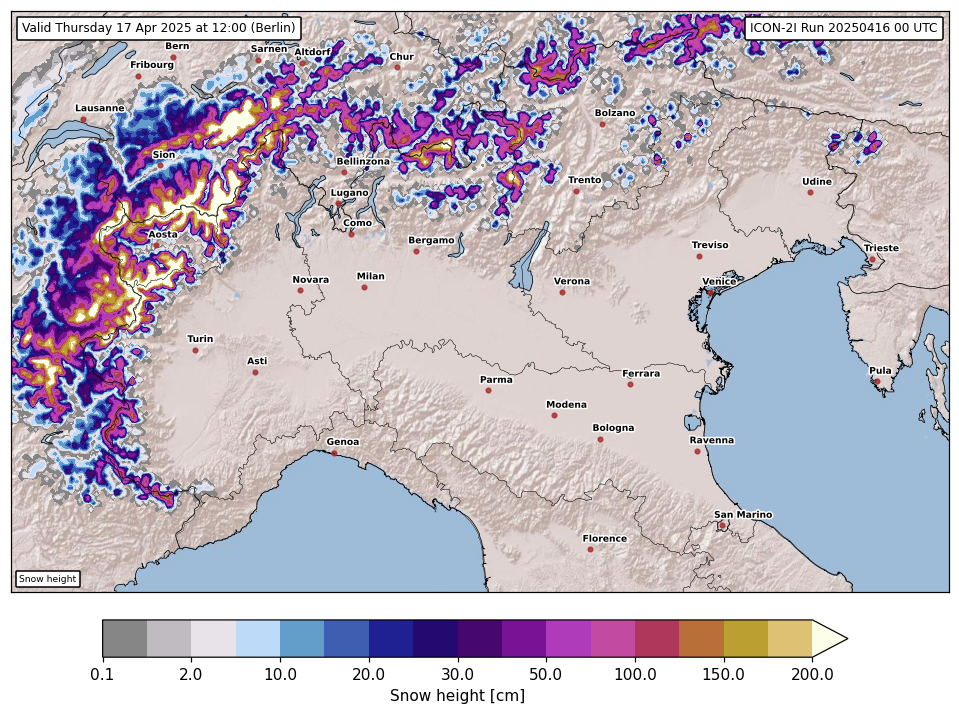 Valid Thursday 17 Apr 2025 at 12:00 (Berlin)
ICON-2I Run 20250416 00 UTC
Bern
Sarnen
Altdorf
Chur
Fribourg
Lausanne
Bolzano
Sion
Bellinzona
Trento
Udine
Lugano
Como
Aosta
Bergamo
Treviso
Trieste
Novara
Milan
Verona
Venice
Turin
Asti
Parma
Ferrara
Pula
Modena
Bologna
Genoa
Ravenna
San Marino
Florence
Snow height
0.1 2.0 10.0 20.0 30.0 50.0 100.0 150.0 200.0
Snow height [cm]